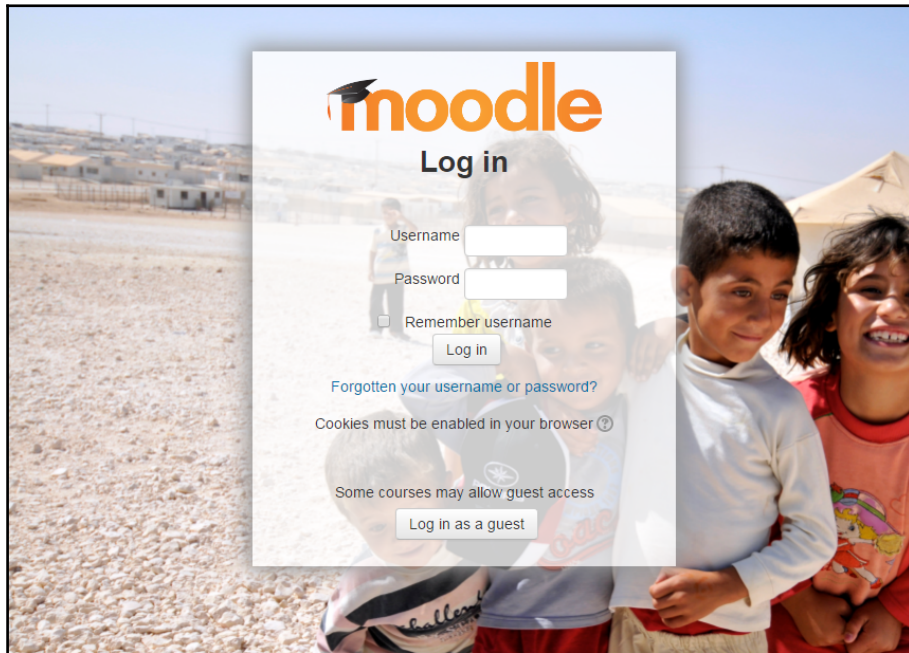 moodle
Log in
Username
Password
Remember username
Log in
Forgotten your username or password?
Cookies must be enabled in your browser ?
Some courses may allow guest access
Log in as a guest
challenge